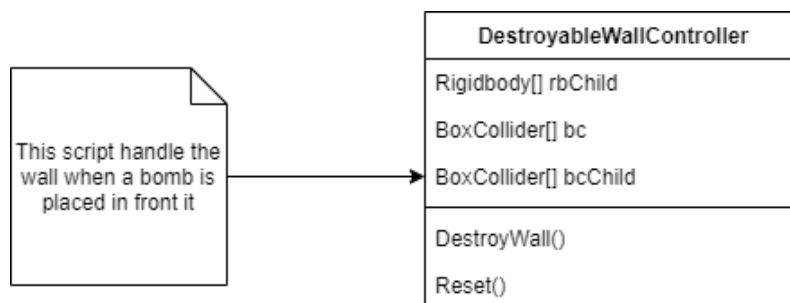 This script handle the
wall when a bomb is
placed in front it
DestroyableWallController
Rigidbody[] rbChild
BoxCollider[] bc
BoxCollider[] bcChild
DestroyWall()
Reset()